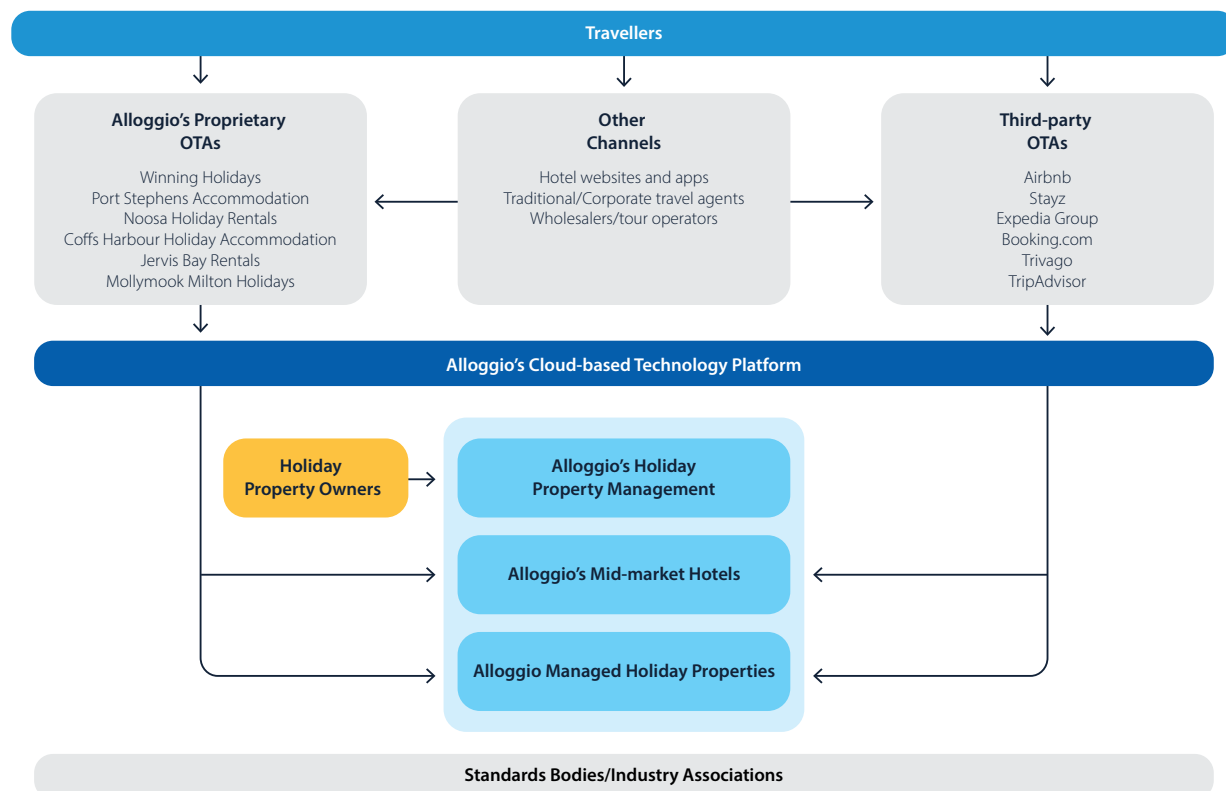 Travellers
Alloggio’s Proprietary
OTAs
Winning Holidays
Port Stephens Accommodation
Noosa Holiday Rentals
Coffs Harbour Holiday Accommodation
Jervis Bay Rentals
Mollymook Milton Holidays
Other
Channels
Hotel websites and apps
Traditional/Corporate travel agents
Wholesalers/tour operators
Third-party
OTAs
Airbnb
Stayz
Expedia Group
Booking.com
Trivago
TripAdvisor
Alloggio’s Cloud-based Technology Platform
Holiday
Property Owners
Alloggio’s Holiday
Property Management
Alloggio’s Mid-market Hotels
Alloggio Managed Holiday Properties
Standards Bodies/Industry Associations